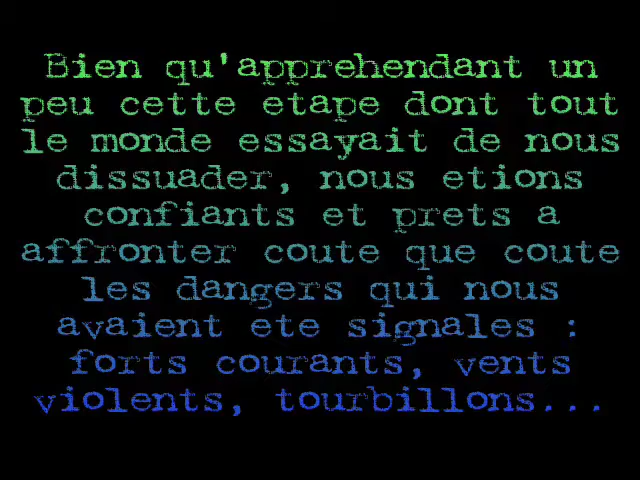 Bien qu'apprehendant un
peu cette etape dont tout
le monde essayait de nous
dissuader, nous etions
confiants et prets a
affronter coute que coute
les dangers qui nous
avaient ete signales :
forts courants, vents
violents, tourbillons...